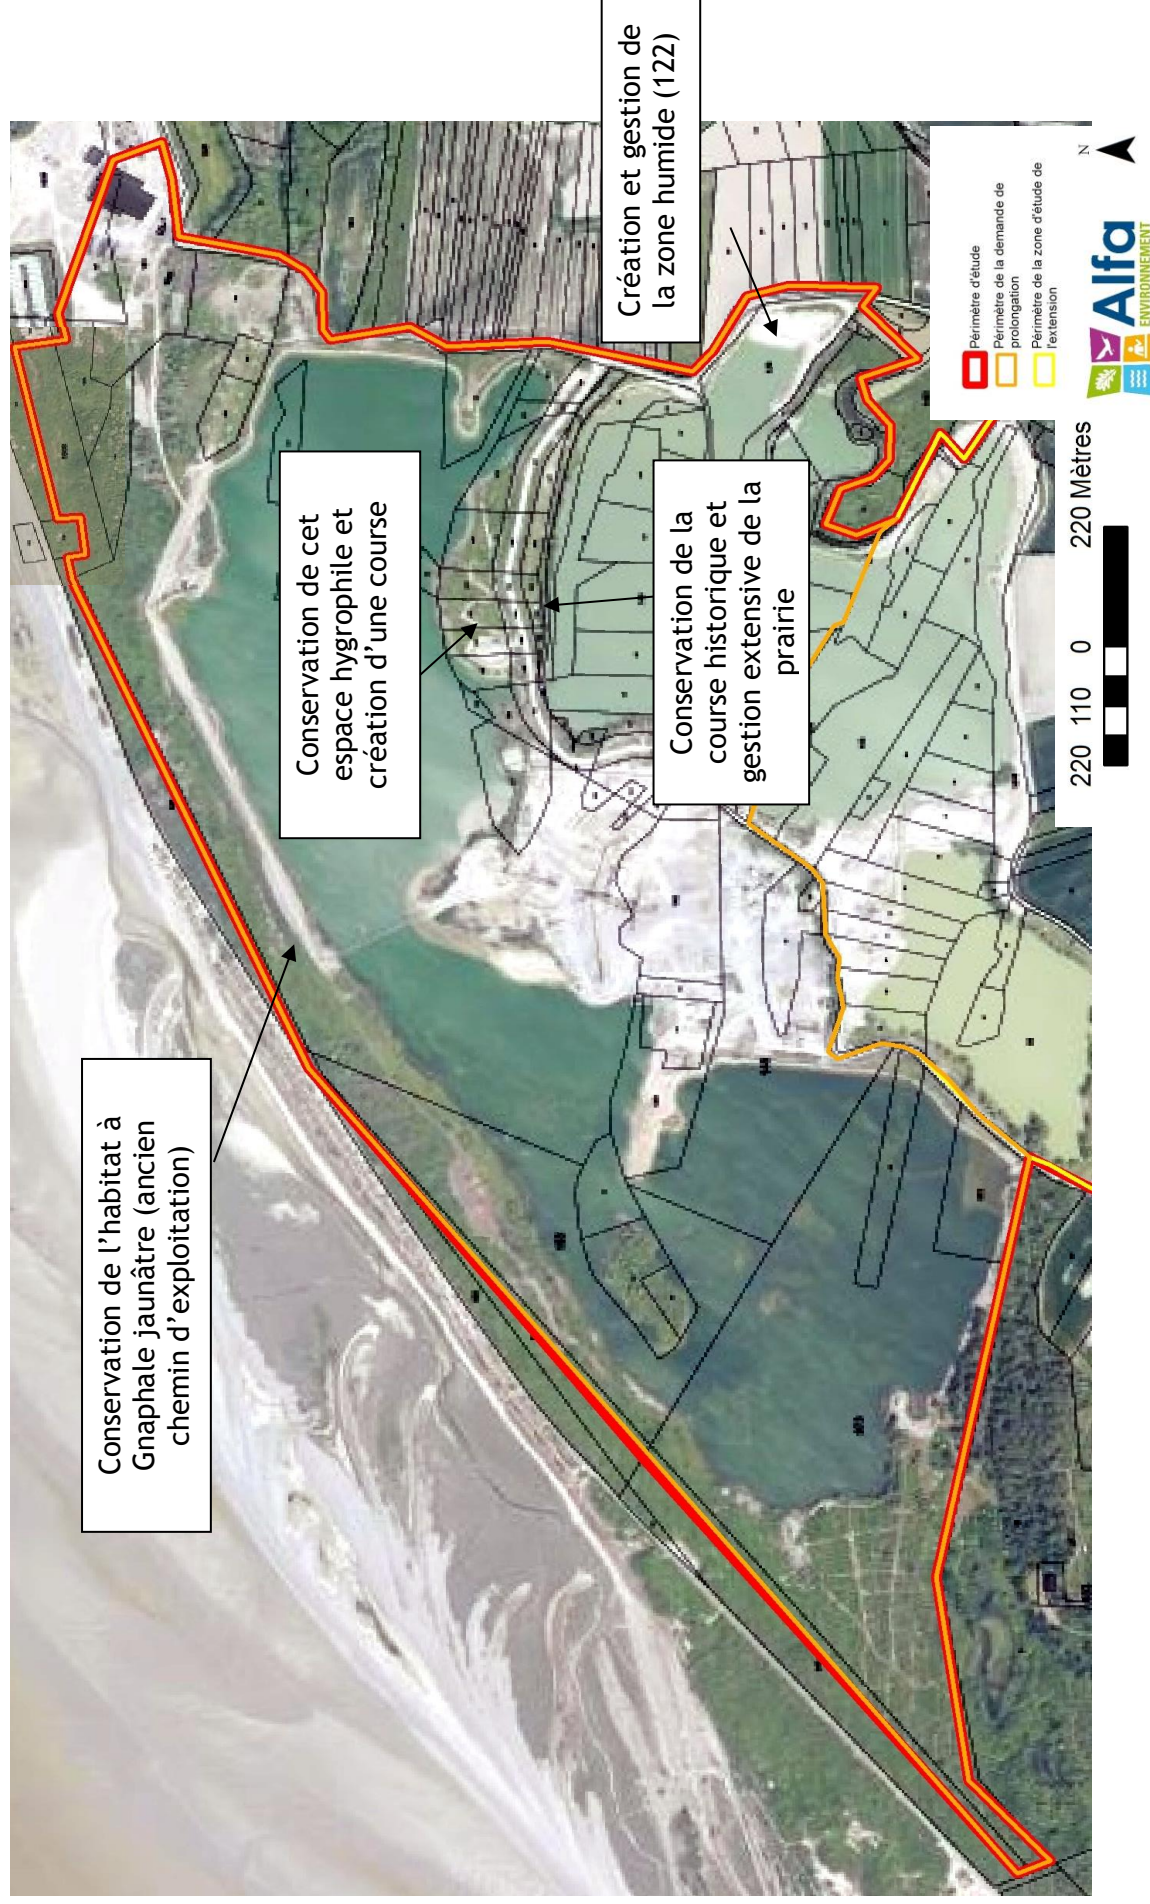 Conservation de l'habitat à
Gnaphale jaunâtre (ancien
chemin d'exploitation)
Conservation de cet
espace hygrophile et
création d'une course
Conservation de la
course historique et
gestion extensive de la
prairie
Création et gestion de
la zone humide (122)
Périmètre d'étude
Périmètre de la demande de
prolongation
Périmètre de la zone d'étude de
l'extension
N
220 110 0 220 Mètres
Alfa
ENVIRONNEMENT